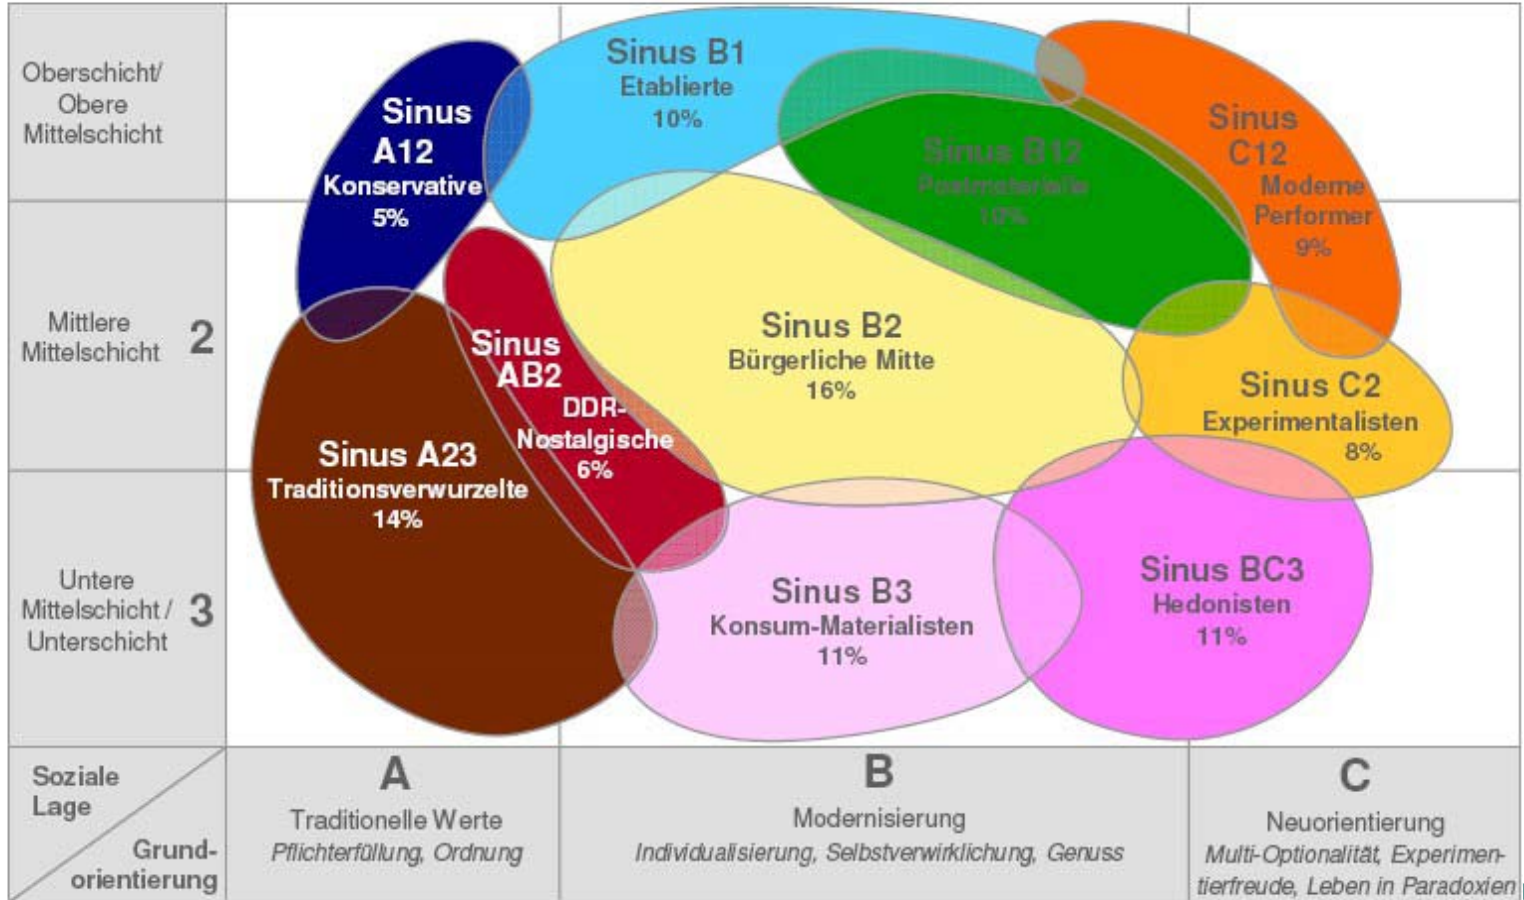 Oberschicht/
Obere
Mittelschicht
Sinus
A12
Konservative
5%
Sinus B1
Etablierte
10%
Sinus B12
Postmaterielle
10%
Sinus
C12
Moderne
Performer
9%
Mittlere
Mittelschicht
2
Sinus
AB2
DDR-
Nostalgische
6%
Sinus B2
Bürgerliche Mitte
16%
Sinus C2
Experimentalisten
8%
Sinus A23
Traditionsverwurzelte
14%
Untere
Mittelschicht /
Unterschicht
3
Sinus B3
Konsum-Materialisten
11%
Sinus BC3
Hedonisten
11%
Soziale
Lage
Grund-
orientierung
A
Traditionelle Werte
Pflichterfüllung, Ordnung
B
Modernisierung
Individualisierung, Selbstverwirklichung, Genuss
C
Neuorientierung
Multi-Optionalität, Experimen-
tierfreude, Leben in Paradoxien